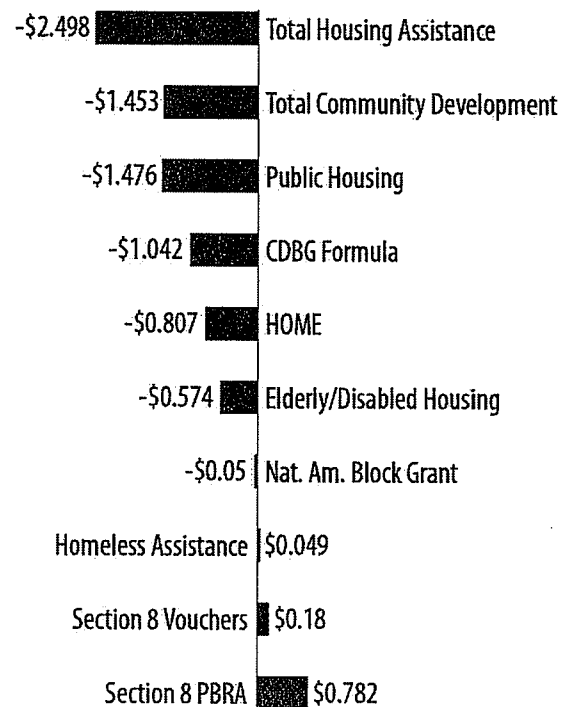 -$2.498 Total Housing Assistance
-$1.453 Total Community Development
-$1.476 Public Housing
-$1.042 CDBG Formula
-$0.807 HOME
-$0.574 Elderly/Disabled Housing
-$0.05 Nat. Am. Block Grant
Homeless Assistance $0.049
Section 8 Vouchers $0.18
Section 8 PBRA $0.782